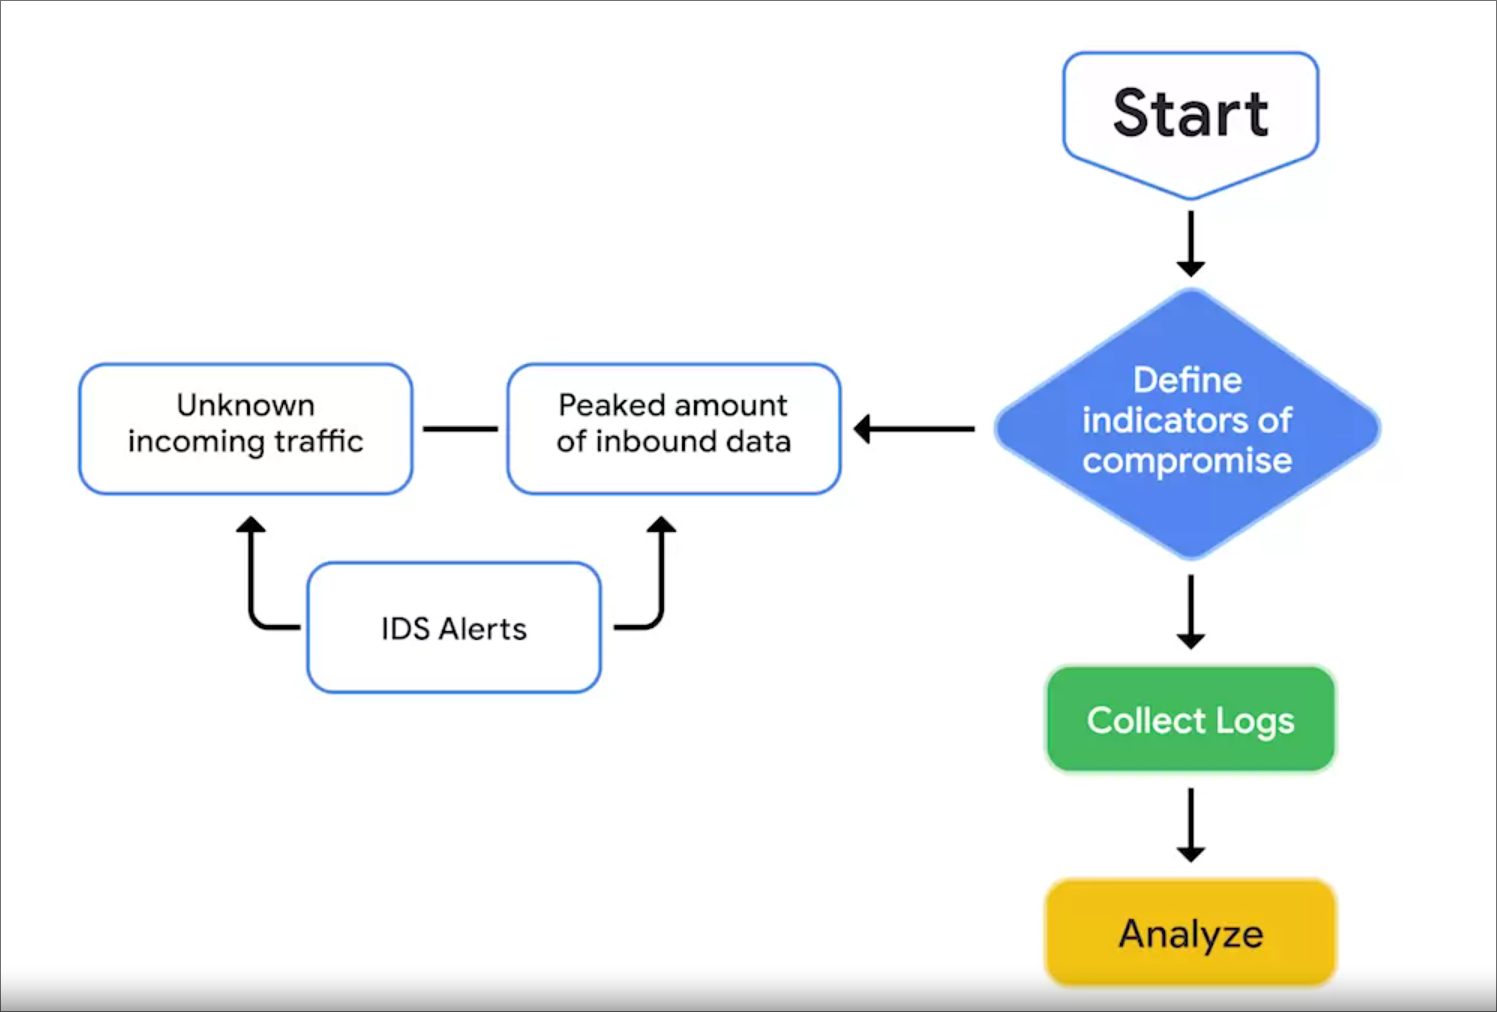 Start
Define
indicators of
compromise
Peaked amount
of inbound data
Unknown
incoming traffic
IDS Alerts
Collect Logs
Analyze